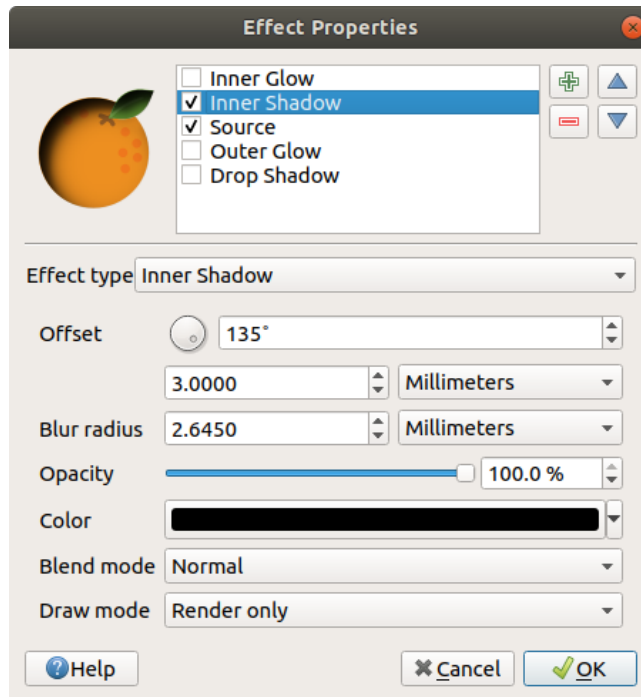 Effect Properties
Inner Glow
Inner Shadow
Source
Outer Glow
Drop Shadow
Effect type Inner Shadow
Offset 135°
3.0000 Millimeters
Blur radius 2.6450 Millimeters
Opacity 100.0 %
Color
Blend mode Normal
Draw mode Render only
?Help Cancel OK